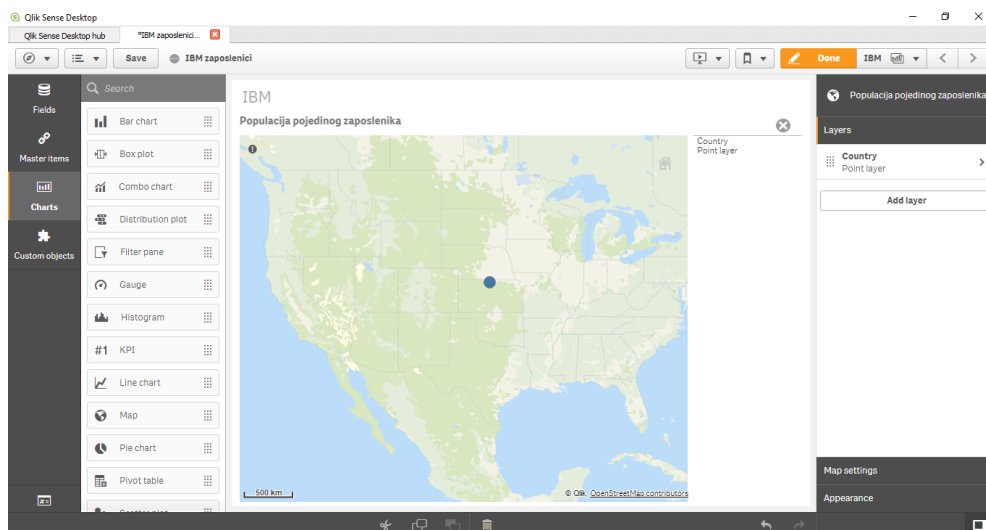 Qlik Sense Desktop
Qlik Sense Desktop hub
*IBM zaposlenici...
Save
IBM zaposlenici
Done
IBM
Fields
Master items
Charts
Custom objects
Search
Bar chart
Box plot
Combo chart
Distribution plot
Filter pane
Gauge
Histogram
#1 KPI
Line chart
Map
Pie chart
Pivot table
IBM
Populacija pojedinog zaposlenika
500 km
© Qlik, OpenStreetMap contributors
Country
Point layer
Populacija pojedinog zaposlenika
Layers
Country
Point layer
Add layer
Map settings
Appearance